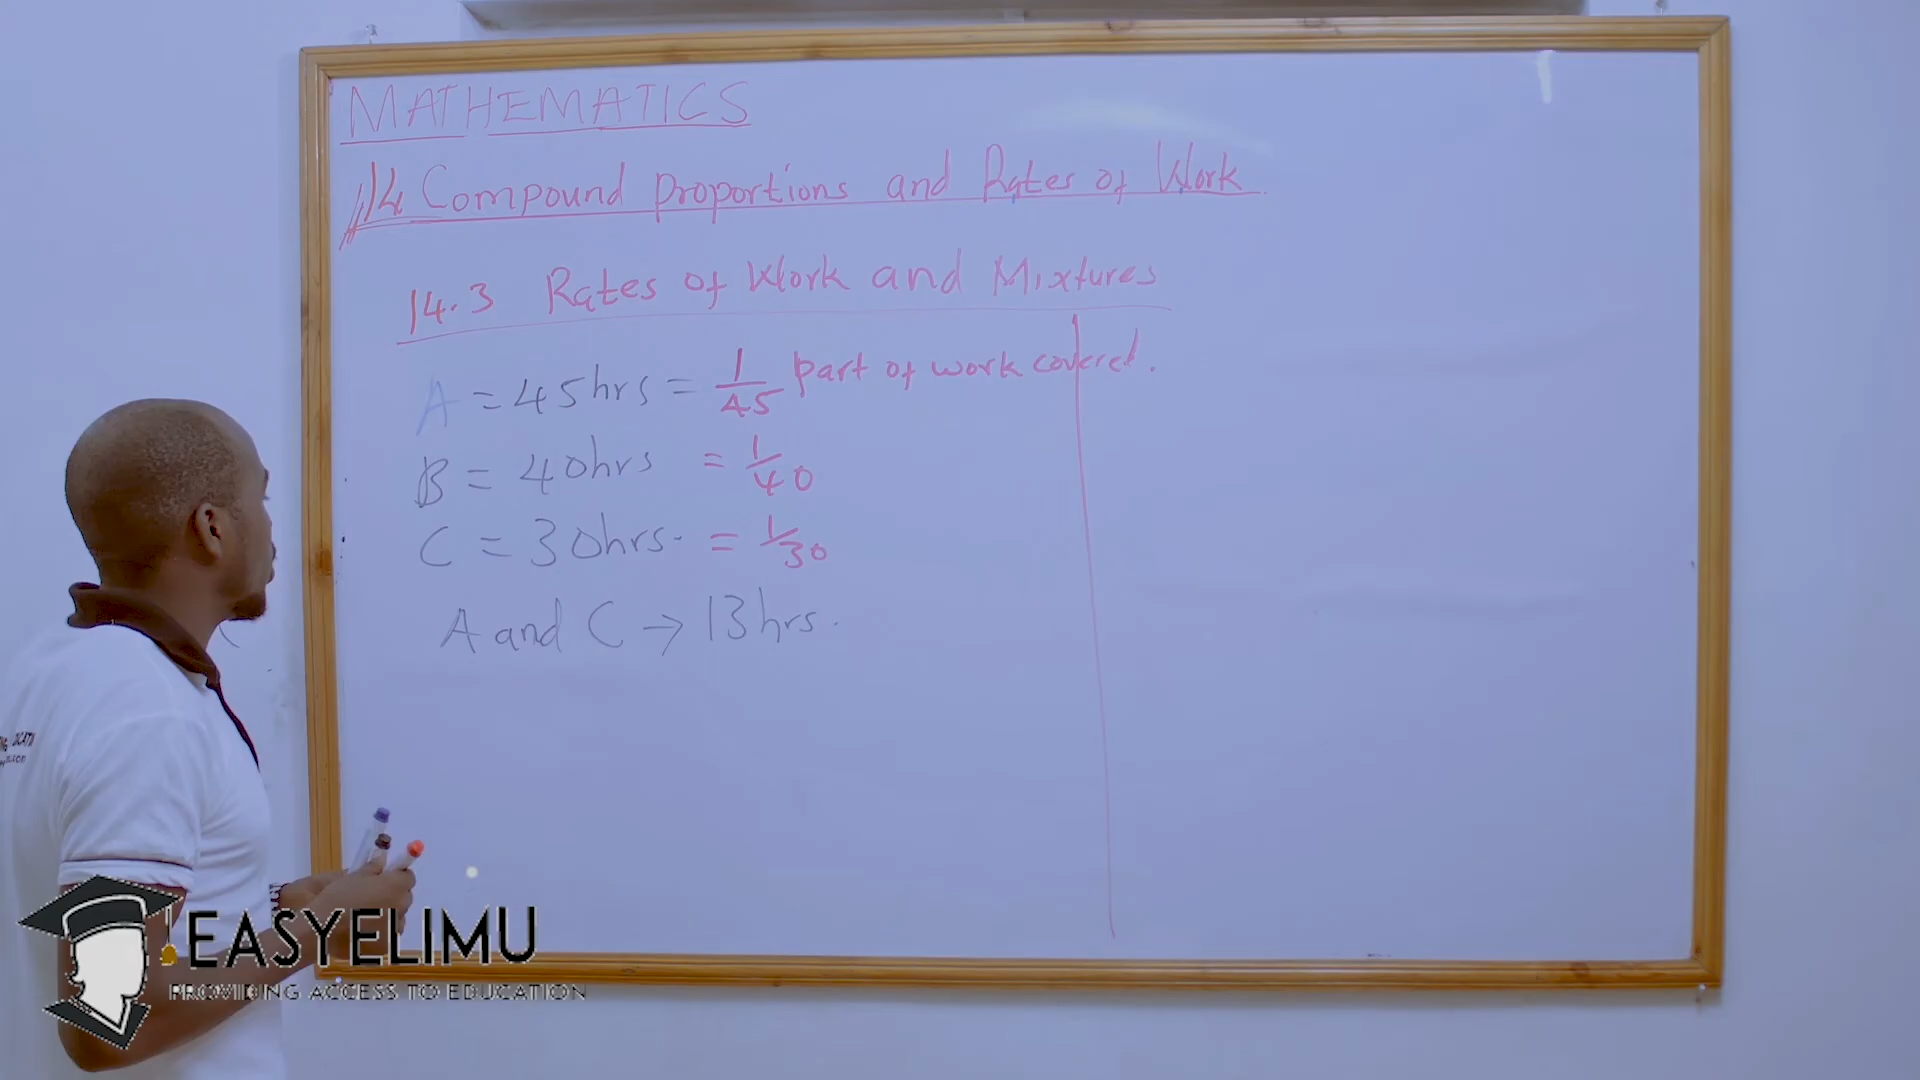 MATHEMATICS
14 Compound proportions and Rates of Work
14.3 Rates of Work and Mixtures
A = 45hrs = 1/45 part of work covered.
B = 40hrs = 1/40
C = 30hrs. = 1/30
A and C → 13hrs.
EASYELIMU
PROVIDING ACCESS TO EDUCATION